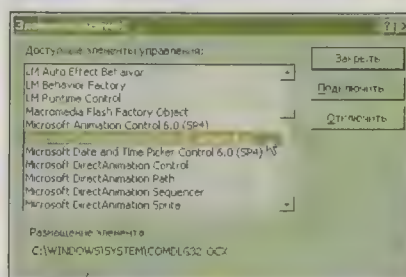 Доступные элементы управления:
LM Auto Effect Behaivor
LM Behavior Factory
LM Runtime Control
Macromedia Flash Factory Object
Microsoft Animation Control 6.0 (SP4)
Microsoft Date and Time Picker Control 6.0 (SP4)
Microsoft DirectAnimation Control
Microsoft DirectAnimation Path
Microsoft DirectAnimation Sequencer
Microsoft DirectAnimation Sprite
Закрыть
Подключить
Отключить
Размещение элемента
C:\WINDOWS\SYSTEM\COMDLG32.OCX